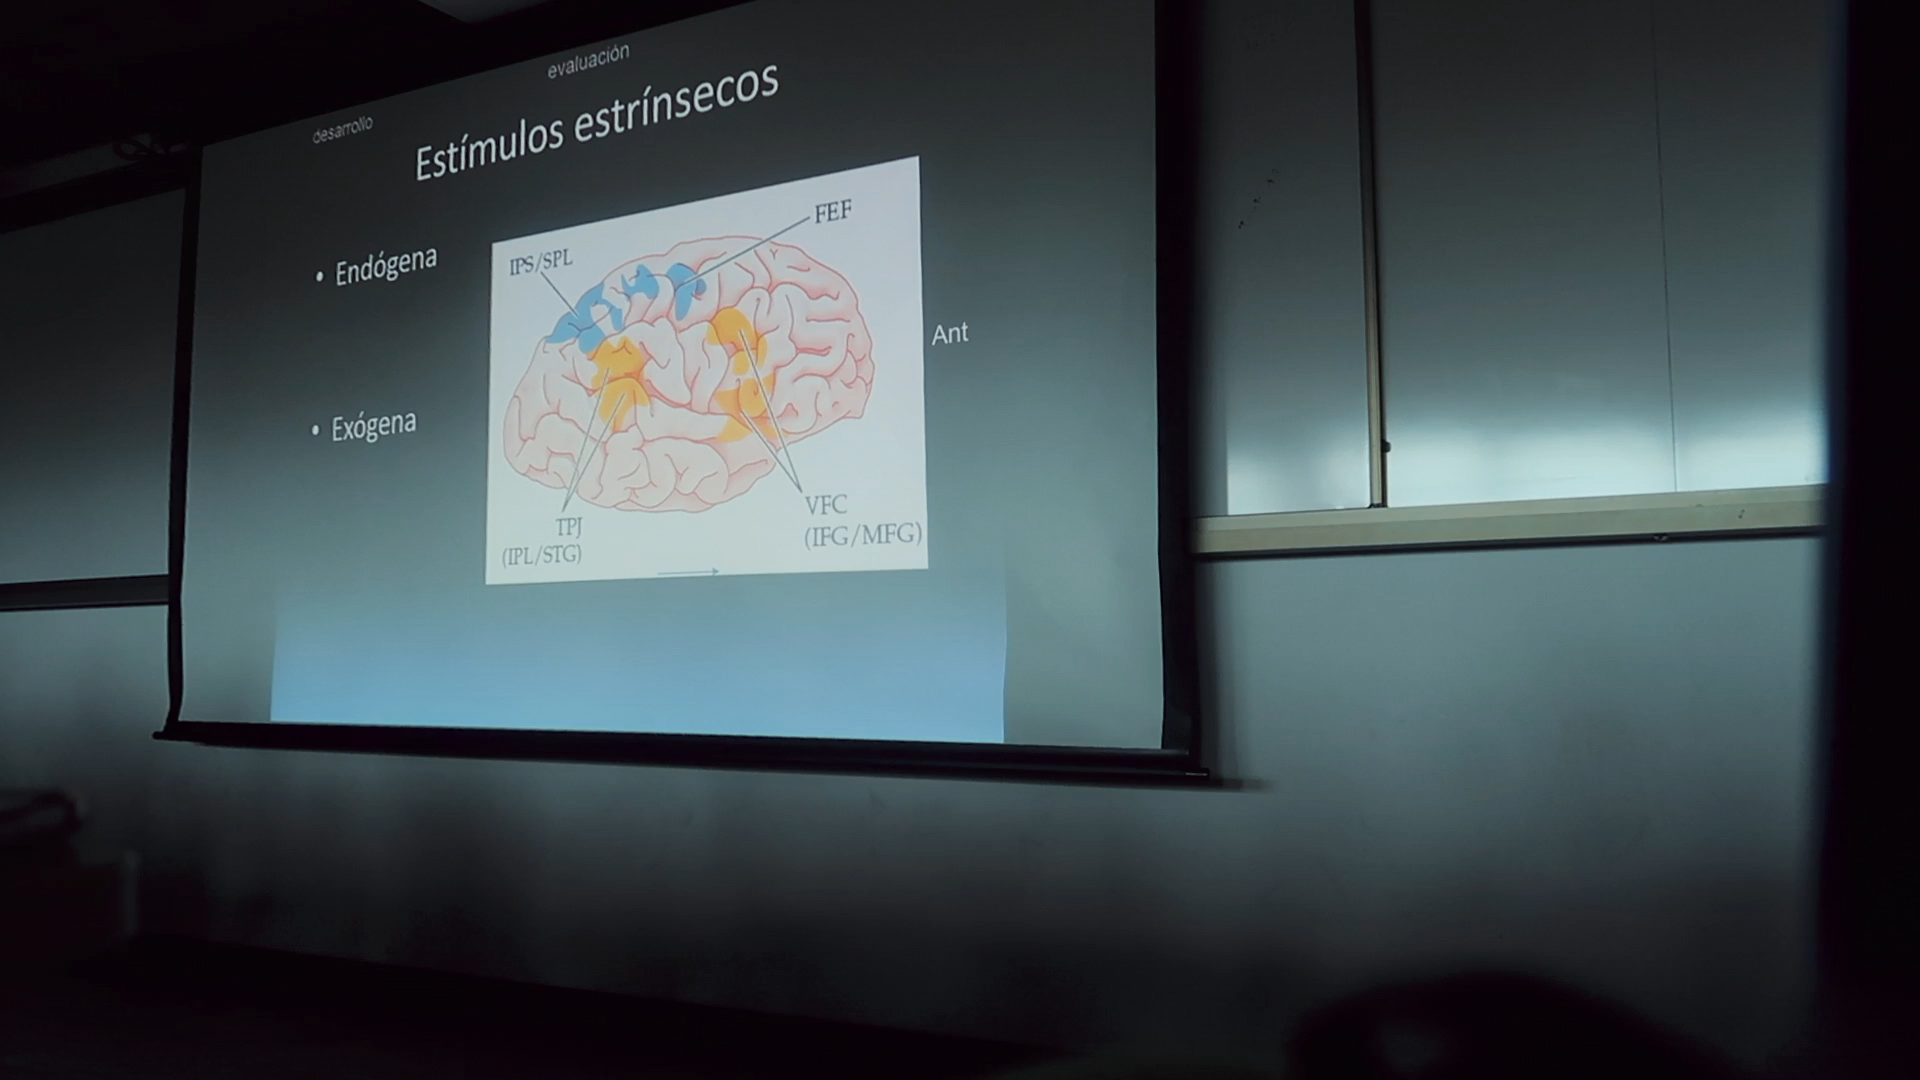 evaluación
desarrollo
Estímulos estrínsecos
• Endógena
• Exógena
FEF
IPS/SPL
Ant
TPJ
(IPL/STG)
VFC
(IFG/MFG)